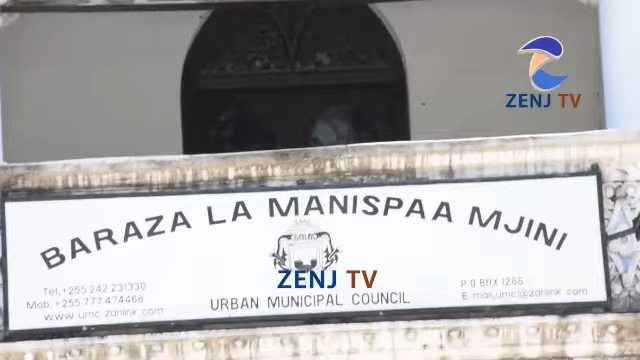 ZENJ TV
BARAZA LA MANISPAA MJINI
ZENJ TV
Tel,+255 242 231330
Mob. +255 777 474468
www umc zanlink com
URBAN MUNICIPAL COUNCIL
P.O B0X 1288
E-mail,umc@zanlink com